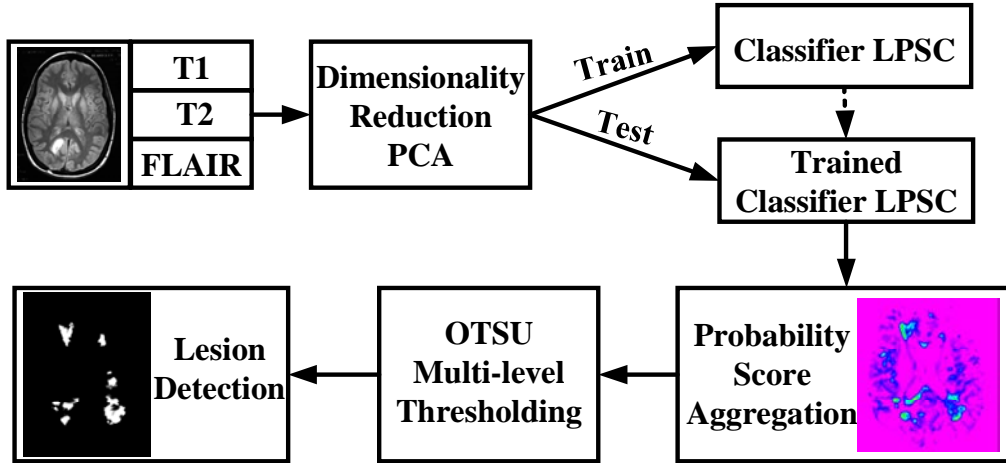 T1
T2
FLAIR
Dimensionality
Reduction
PCA
Train
Test
Classifier LPSC
Trained
Classifier LPSC
Probability
Score
Aggregation
OTSU
Multi-level
Thresholding
Lesion
Detection